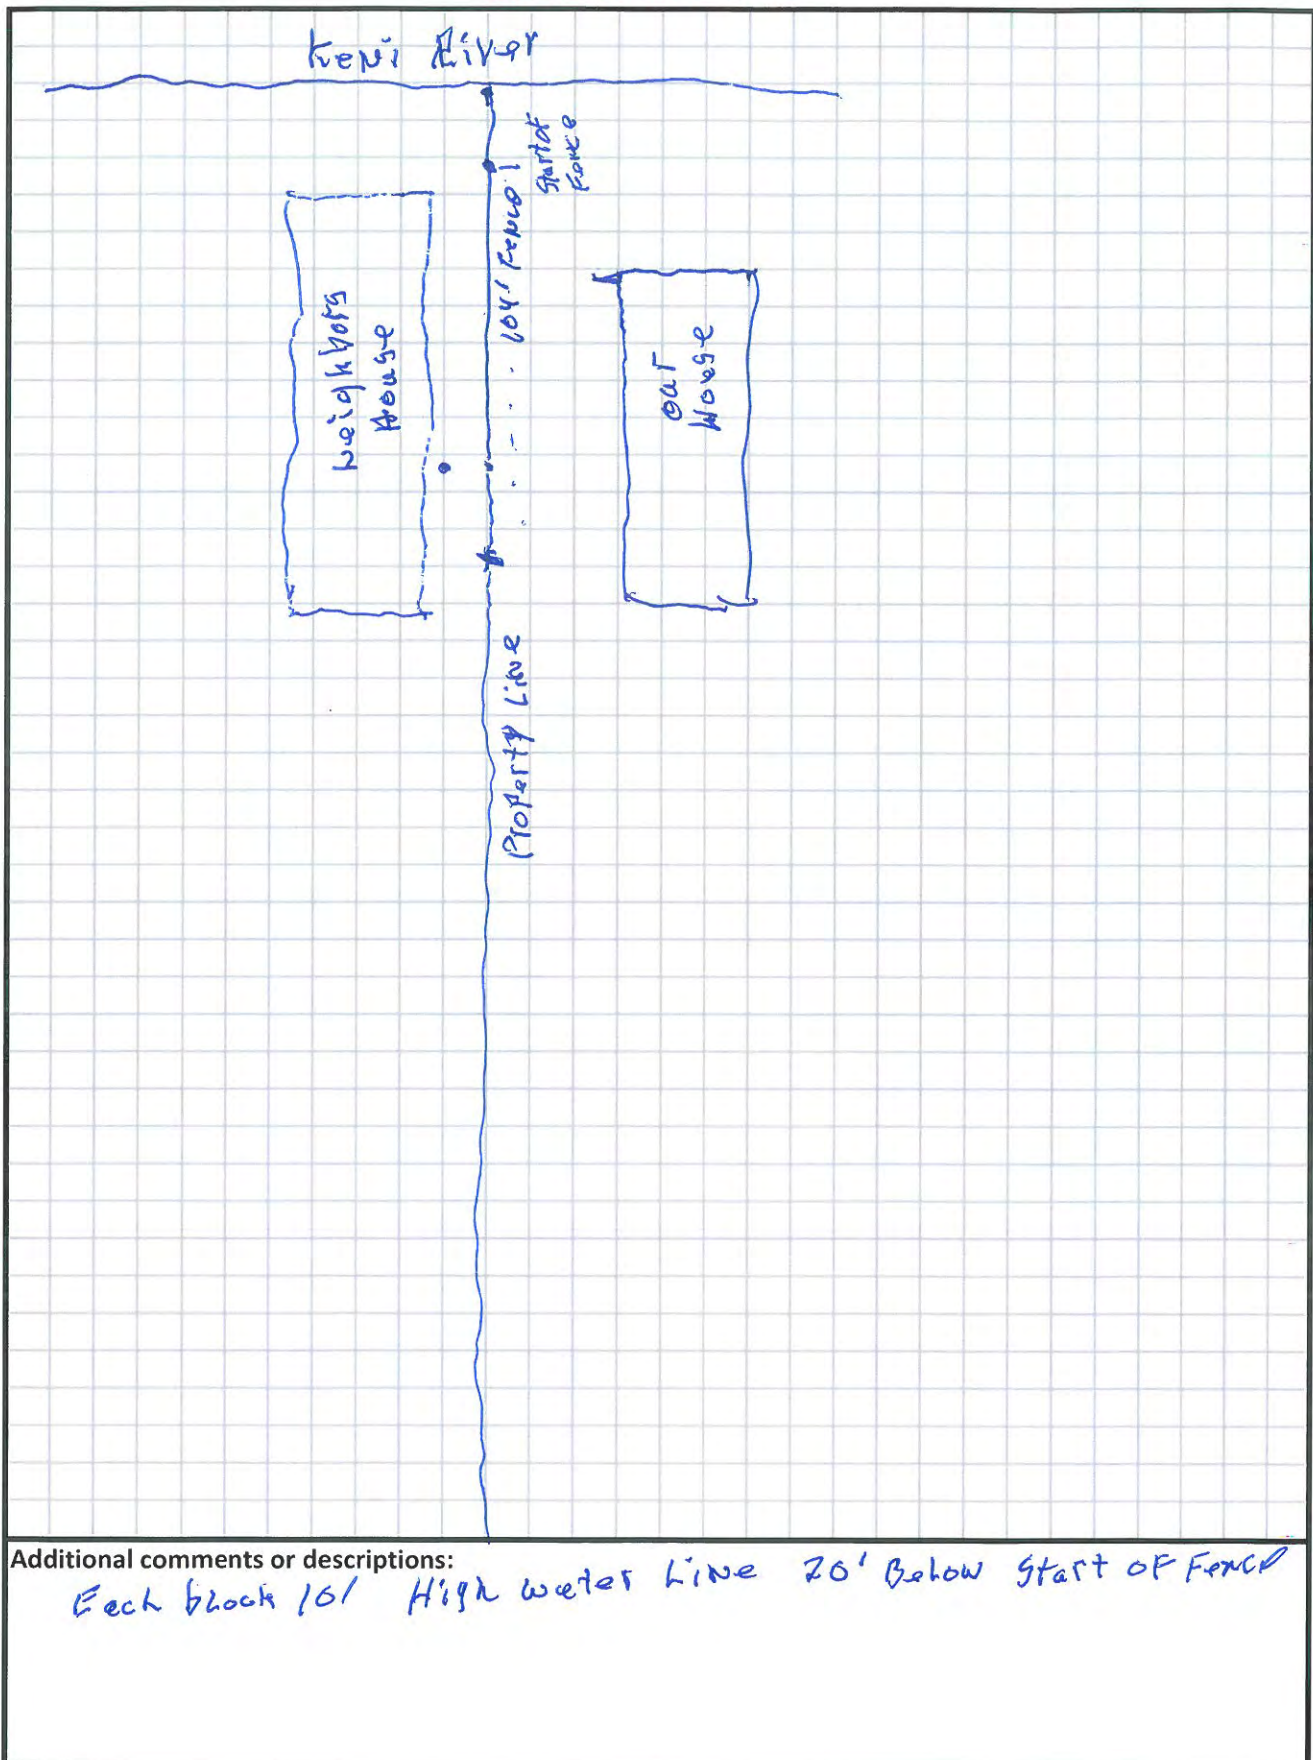 Keni River
Start of
Fence
104' Fence
Neighbors
House
our
House
Property Line
Additional comments or descriptions:
Each block 10' High water Line 20' Below Start OF Fence